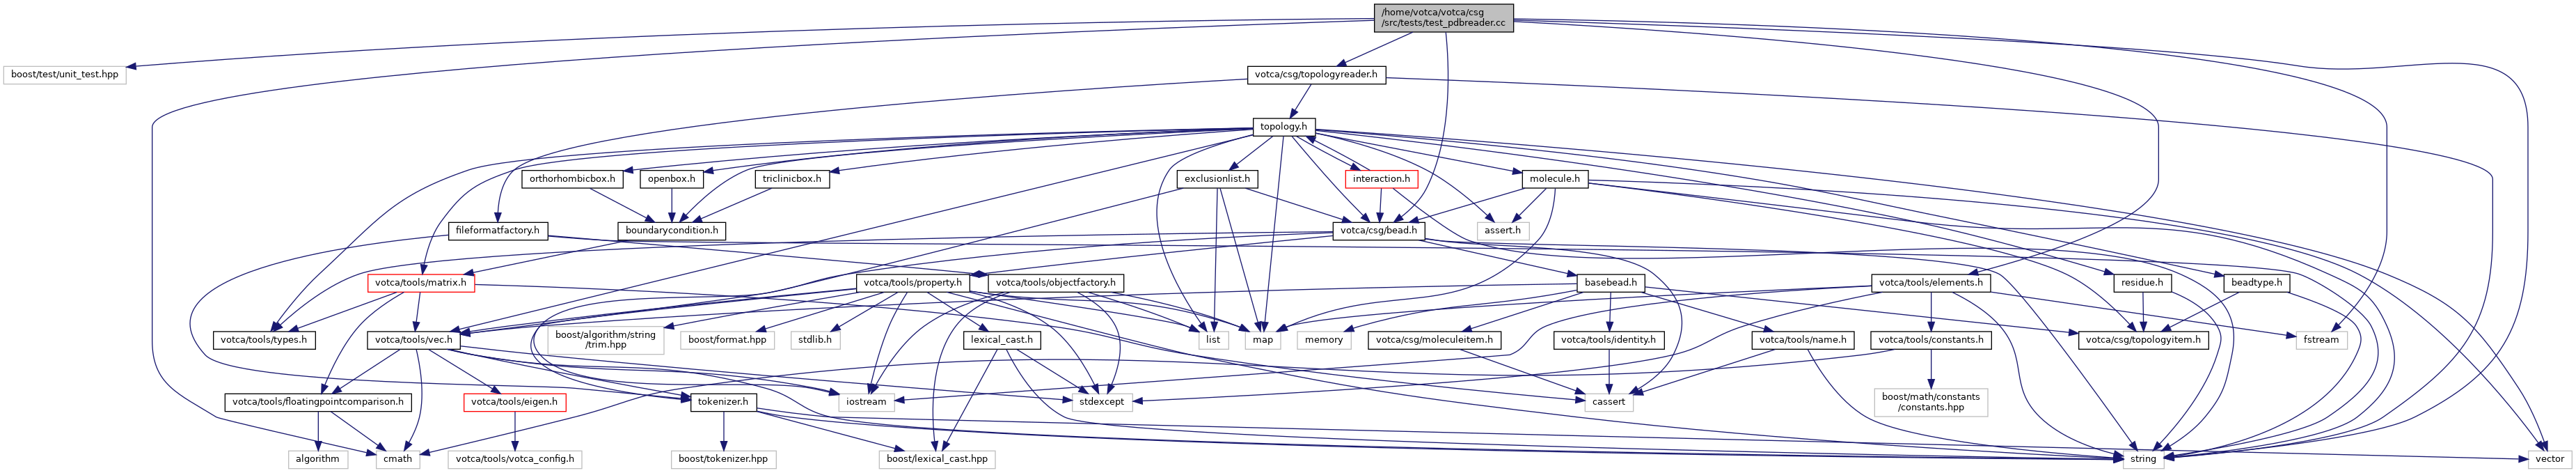 /home/votca/votca/csg
/src/tests/test_pdbreader.cc
boost/test/unit_test.hpp
votca/csg/topologyreader.h
topology.h
orthorhombicbox.h
openbox.h
triclinicbox.h
exclusionlist.h
interaction.h
molecule.h
fileformatfactory.h
boundarycondition.h
votca/csg/bead.h
assert.h
votca/tools/matrix.h
votca/tools/property.h
votca/tools/objectfactory.h
basebead.h
votca/tools/elements.h
residue.h
beadtype.h
votca/tools/types.h
votca/tools/vec.h
boost/algorithm/string
/trim.hpp
boost/format.hpp
stdlib.h
lexical_cast.h
list
map
memory
votca/csg/moleculeitem.h
votca/tools/identity.h
votca/tools/name.h
votca/tools/constants.h
votca/csg/topologyitem.h
fstream
votca/tools/floatingpointcomparison.h
votca/tools/eigen.h
tokenizer.h
iostream
stdexcept
cassert
boost/math/constants
/constants.hpp
algorithm
cmath
votca/tools/votca_config.h
boost/tokenizer.hpp
boost/lexical_cast.hpp
string
vector